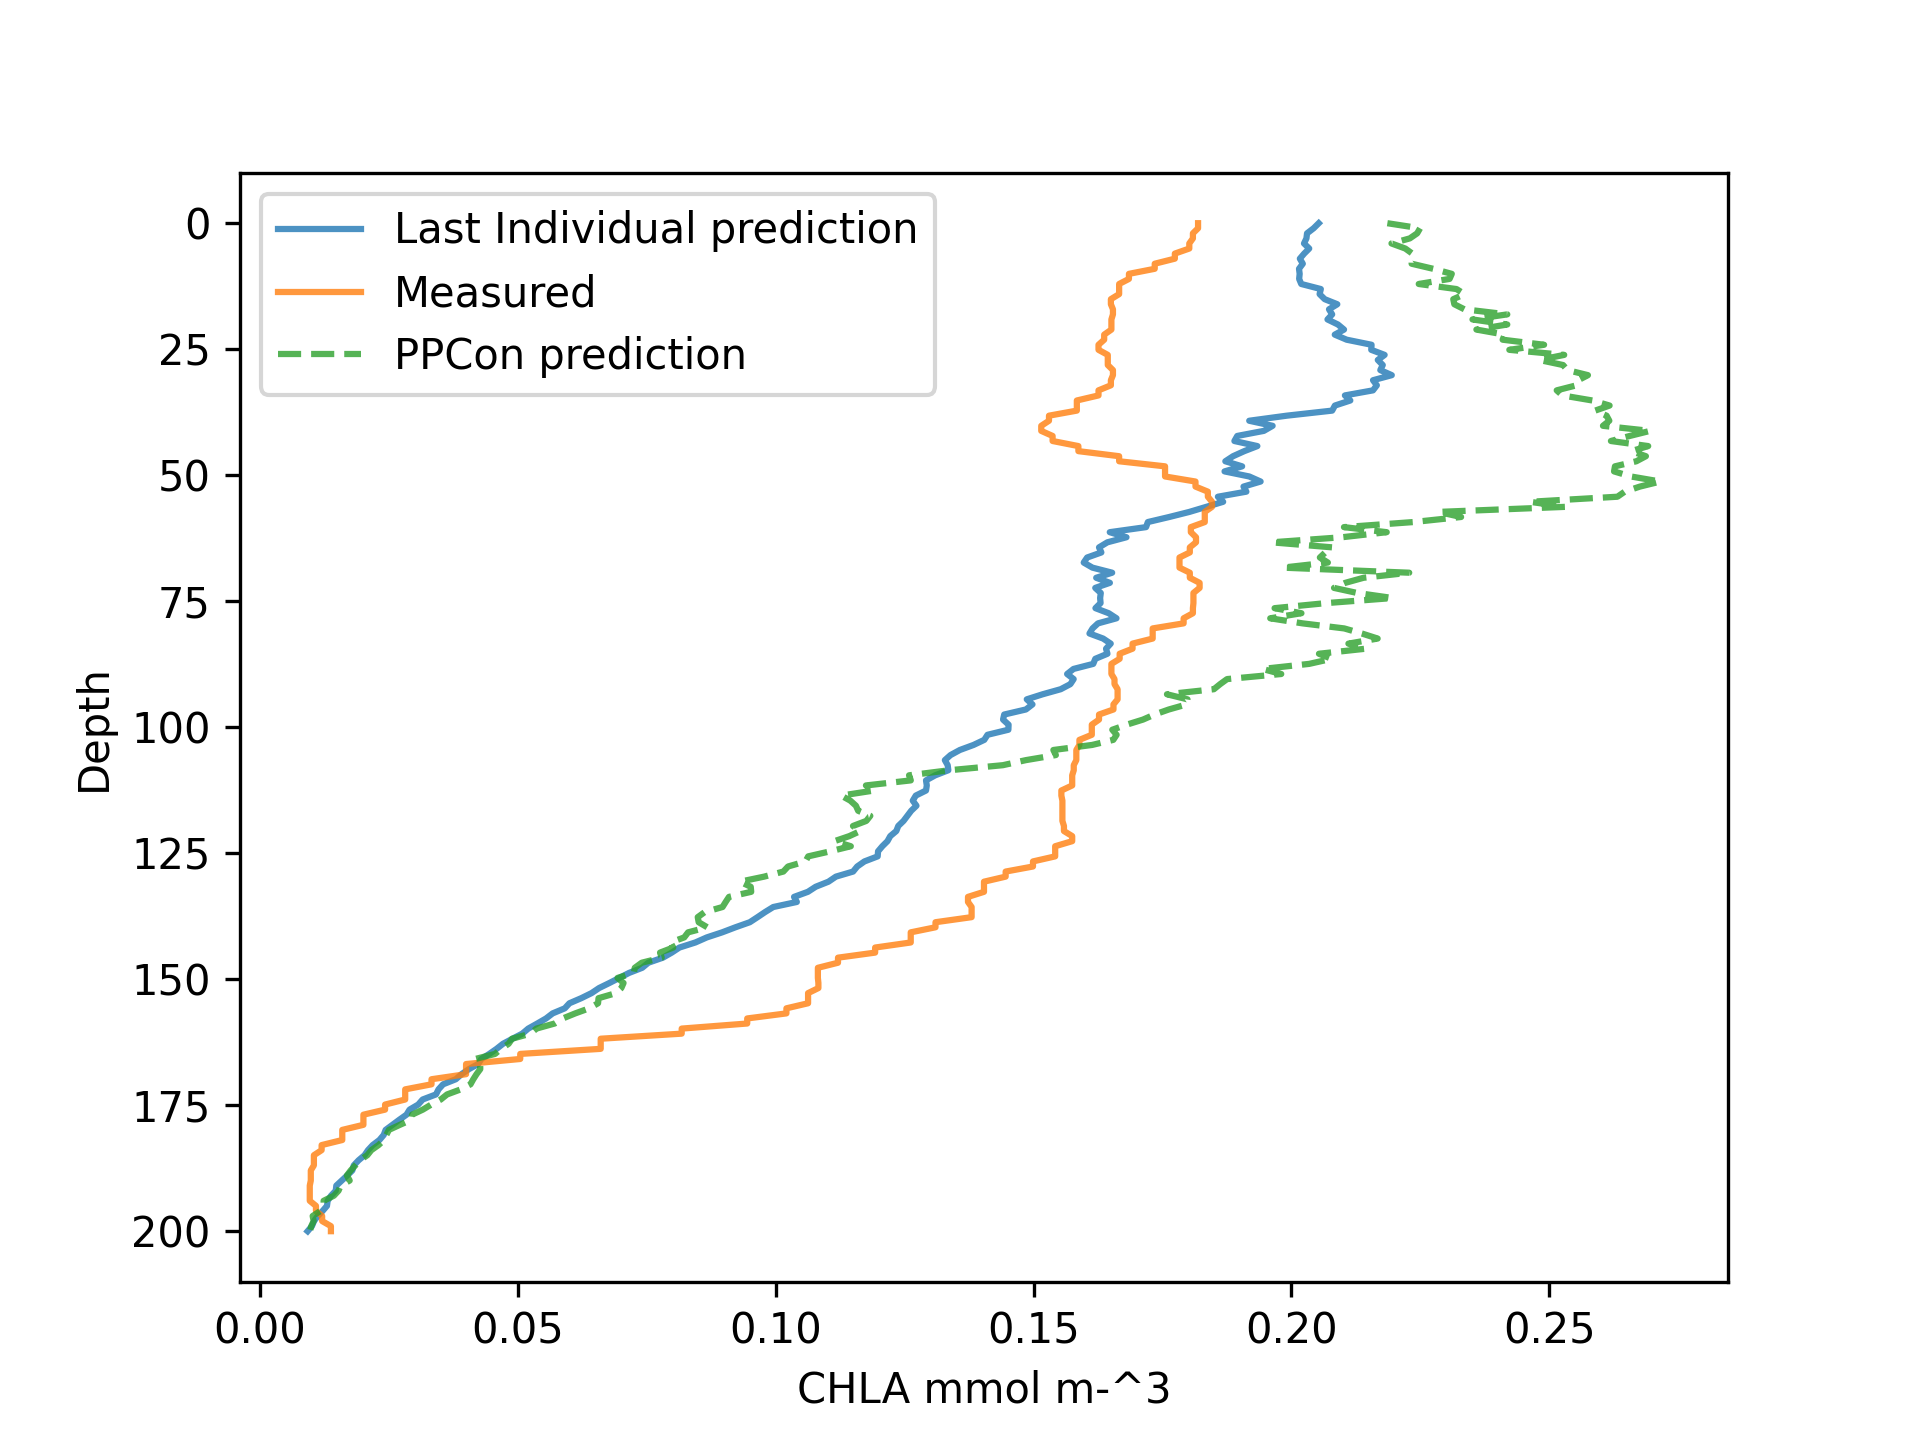 Last Individual prediction
Measured
PPCon prediction
0
25
50
75
100
125
150
175
200
Depth
0.00 0.05 0.10 0.15 0.20 0.25
CHLA mmol m-^3